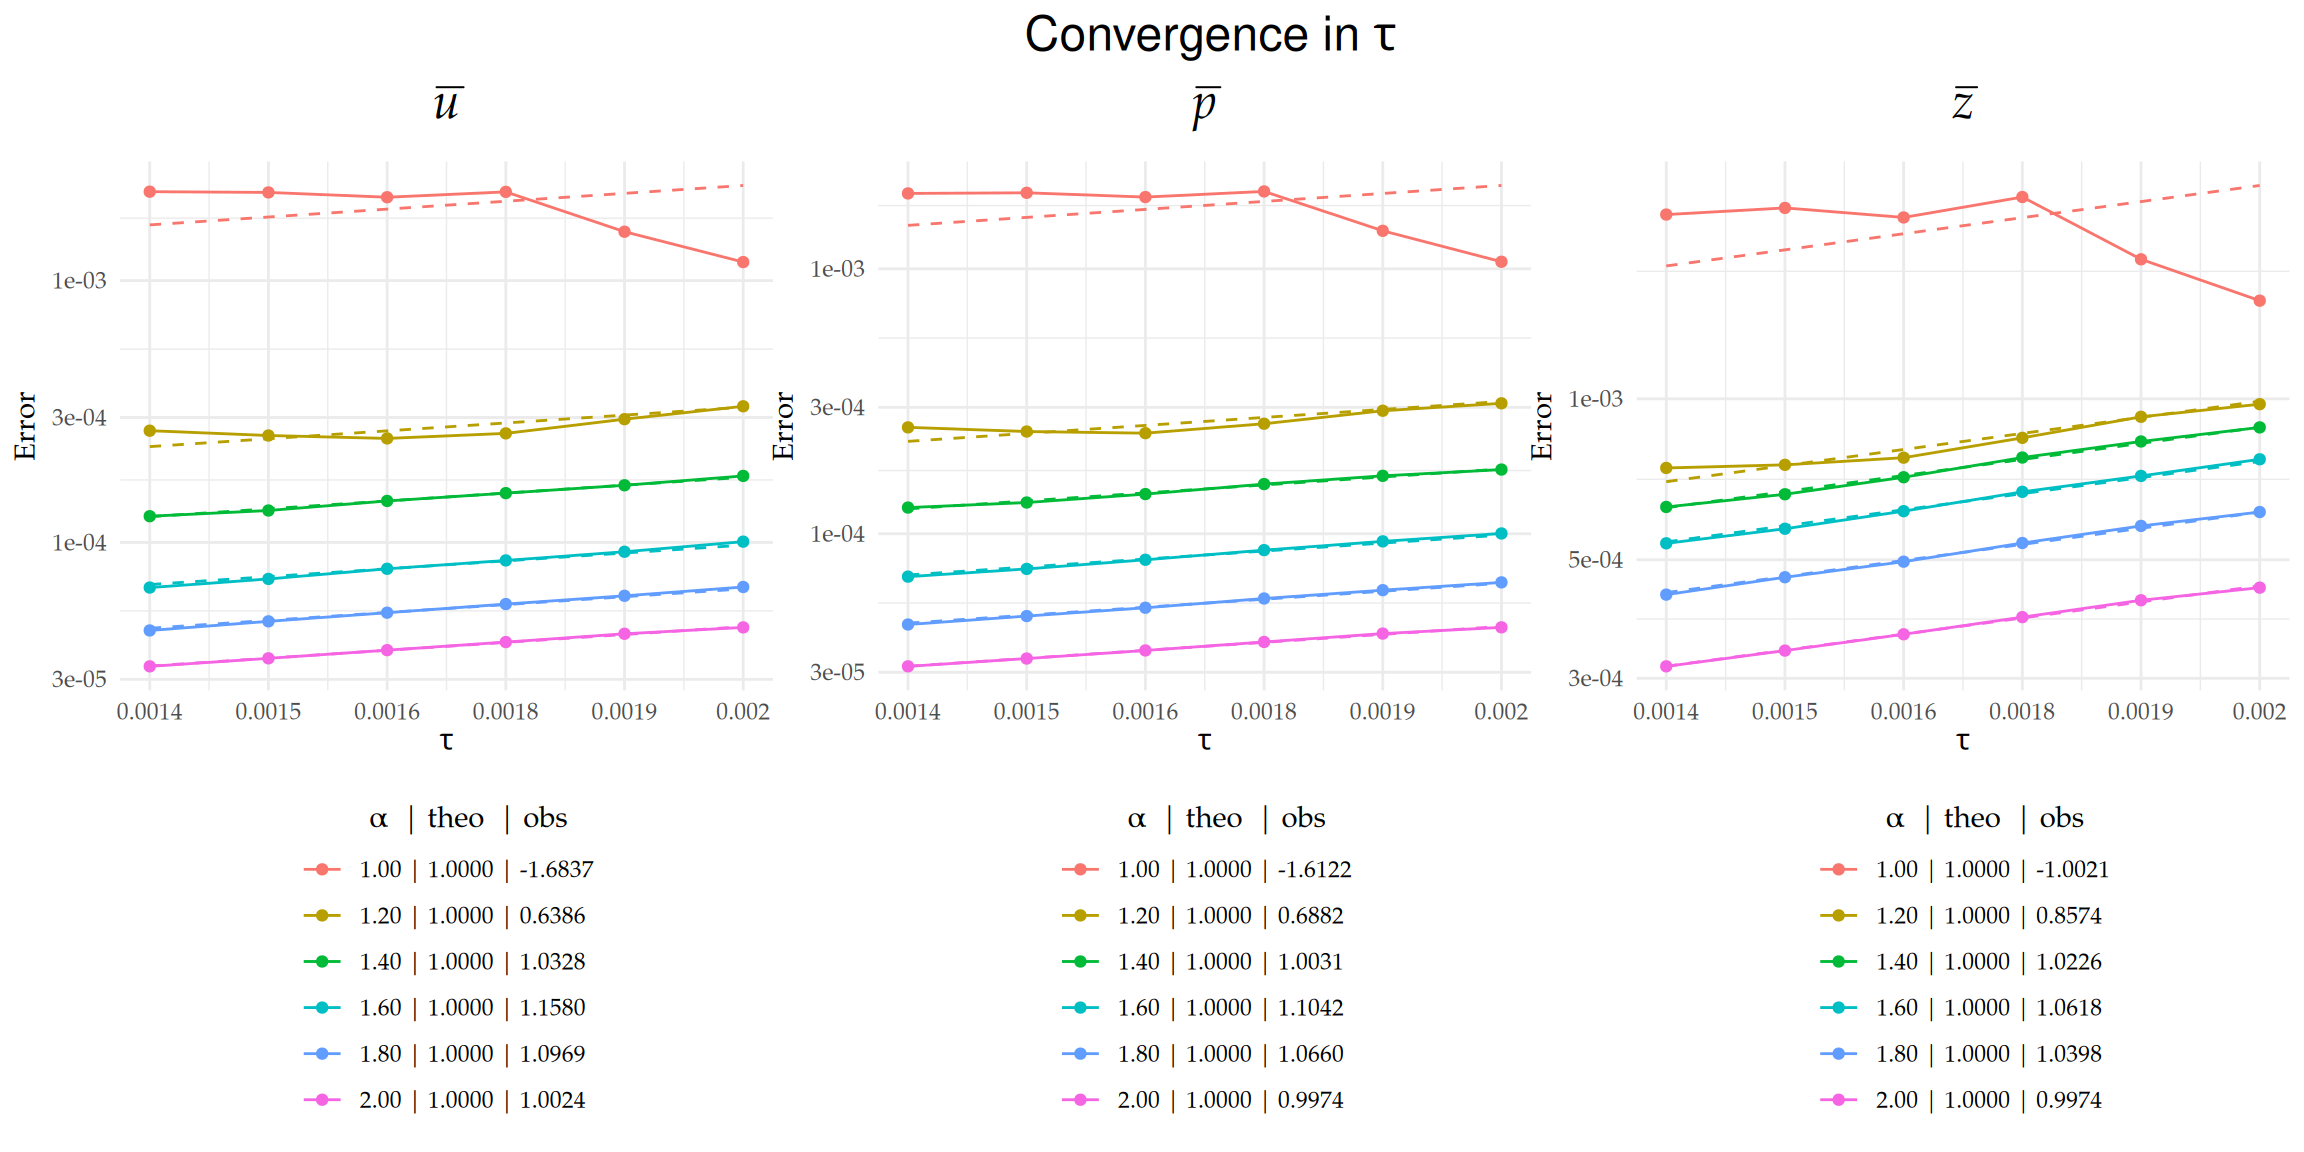 Convergence in τ
u̅
Error
1e-03
3e-04
1e-04
3e-05
0.0014 0.0015 0.0016 0.0018 0.0019 0.002
τ
α | theo | obs
1.00 | 1.0000 | -1.6837
1.20 | 1.0000 | 0.6386
1.40 | 1.0000 | 1.0328
1.60 | 1.0000 | 1.1580
1.80 | 1.0000 | 1.0969
2.00 | 1.0000 | 1.0024
p̅
Error
1e-03
3e-04
1e-04
3e-05
0.0014 0.0015 0.0016 0.0018 0.0019 0.002
τ
α | theo | obs
1.00 | 1.0000 | -1.6122
1.20 | 1.0000 | 0.6882
1.40 | 1.0000 | 1.0031
1.60 | 1.0000 | 1.1042
1.80 | 1.0000 | 1.0660
2.00 | 1.0000 | 0.9974
z̅
Error
1e-03
5e-04
3e-04
0.0014 0.0015 0.0016 0.0018 0.0019 0.002
τ
α | theo | obs
1.00 | 1.0000 | -1.0021
1.20 | 1.0000 | 0.8574
1.40 | 1.0000 | 1.0226
1.60 | 1.0000 | 1.0618
1.80 | 1.0000 | 1.0398
2.00 | 1.0000 | 0.9974